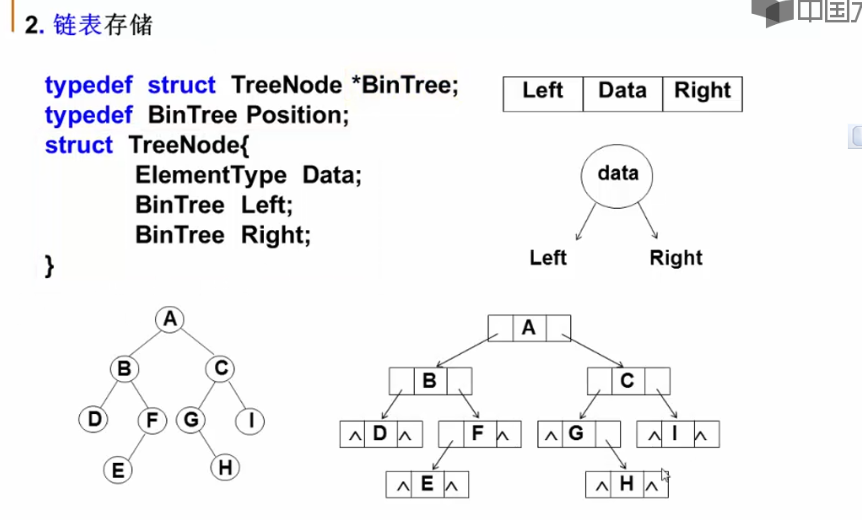 2. 链表存储
中国
typedef struct TreeNode *BinTree;
typedef BinTree Position;
struct TreeNode{
ElementType Data;
BinTree Left;
BinTree Right;
}
Left Data Right
data
Left Right
A
B C
D F G I
E H
A
B C
^ D ^ F ^ ^ G ^ I ^
^ E ^ ^ H ^